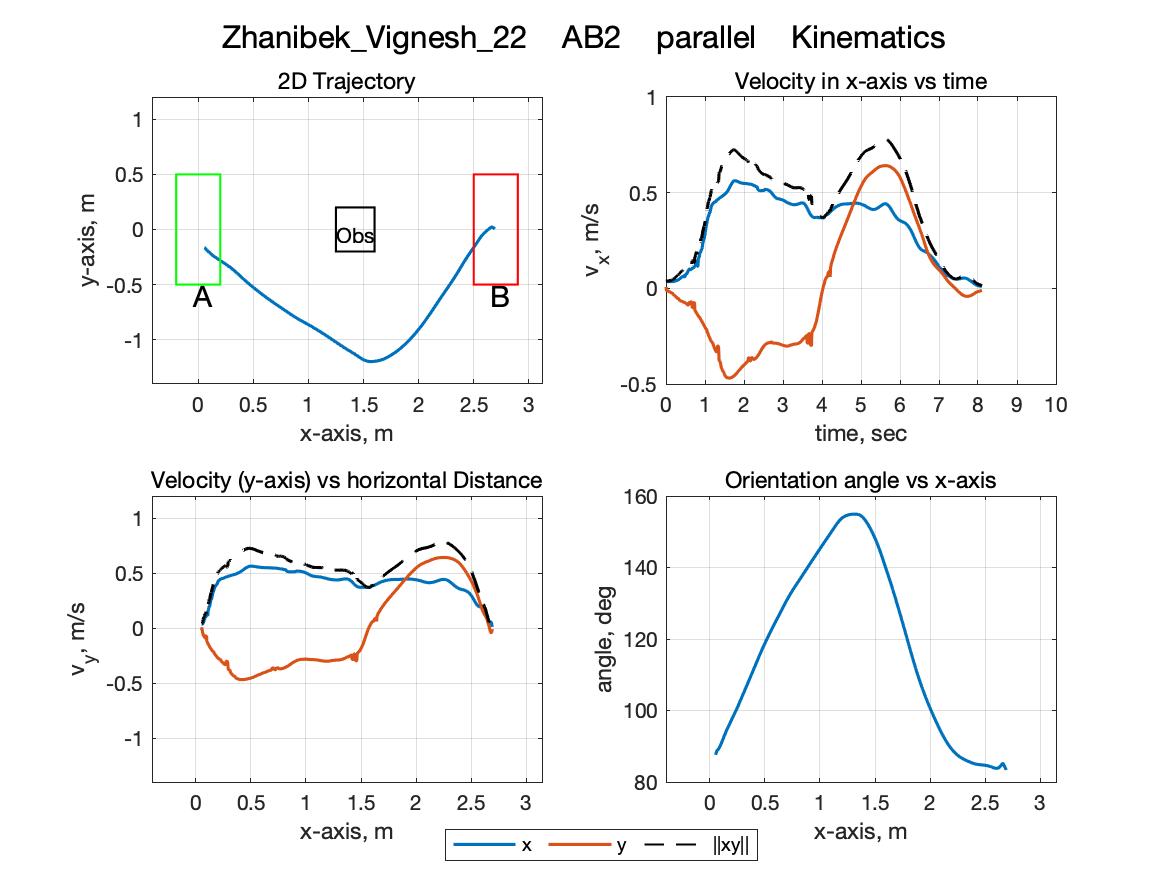 Zhanibek_Vignesh_22 AB2 parallel Kinematics
2D Trajectory
1
0.5
0
-0.5
-1
y-axis, m
Obs
A
B
0 0.5 1 1.5 2 2.5 3
x-axis, m
Velocity in x-axis vs time
1
0.5
0
-0.5
vx, m/s
0 1 2 3 4 5 6 7 8 9 10
time, sec
Velocity (y-axis) vs horizontal Distance
1
0.5
0
-0.5
-1
vy, m/s
0 0.5 1 1.5 2 2.5 3
x-axis, m
Orientation angle vs x-axis
160
140
120
100
80
angle, deg
0 0.5 1 1.5 2 2.5 3
x-axis, m
x y ||xy||